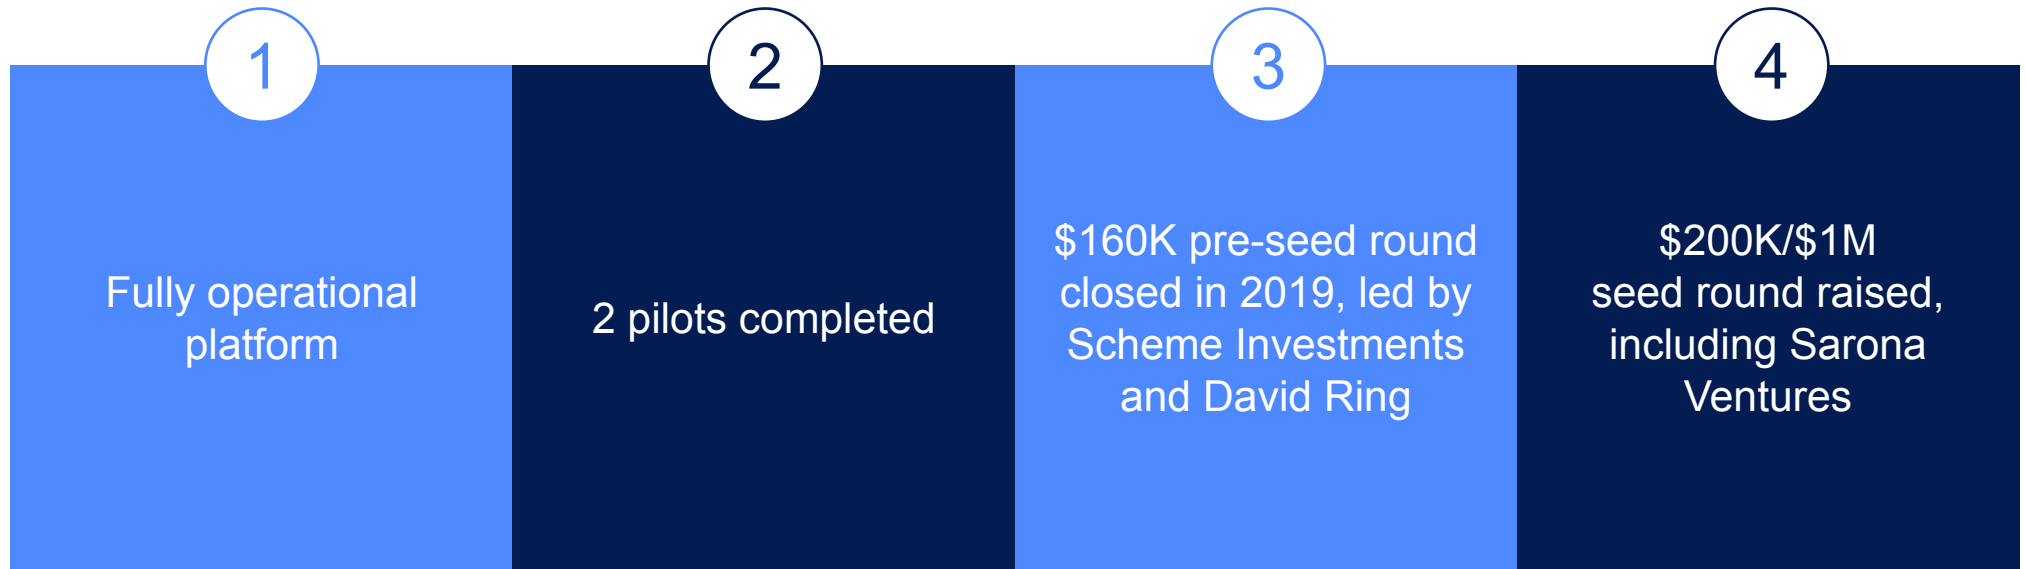 1
Fully operational
platform
2
2 pilots completed
3
$160K pre-seed round
closed in 2019, led by
Scheme Investments
and David Ring
4
$200K/$1M
seed round raised,
including Sarona
Ventures